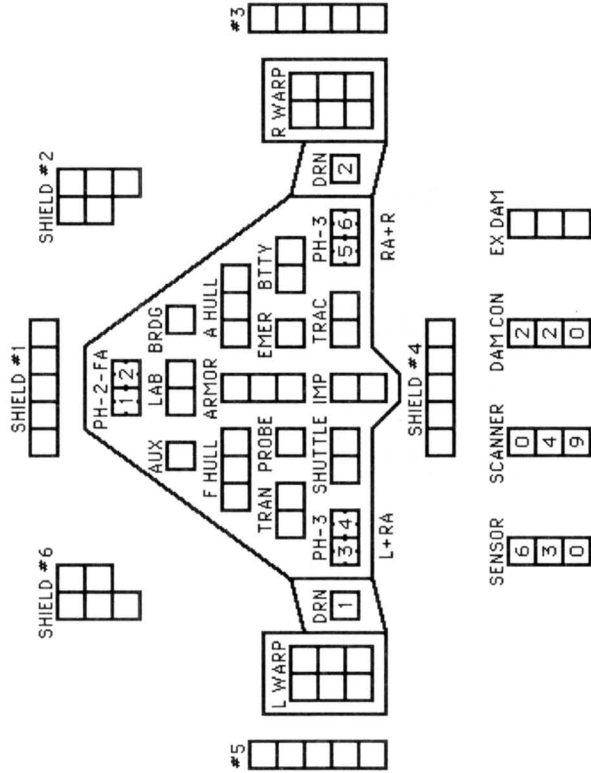 SHIELD #1
SHIELD #6
SHIELD #2
PH-2-FA
1 2
AUX
LAB
BRDG
F HULL
ARMOR
A HULL
TRAN
PROBE
EMER
BTTY
#5
L WARP
DRN
1
PH-3
3 4
SHUTTLE
IMP
TRAC
PH-3
5 6
DRN
2
R WARP
#3
L+RA
RA+R
SHIELD #4
SENSOR
6
3
0
SCANNER
0
4
9
DAM CON
2
2
0
EX DAM